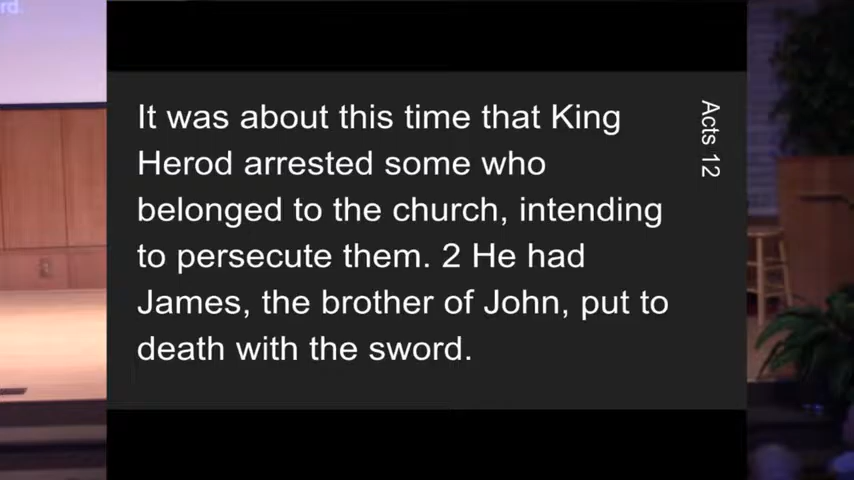 rd.
It was about this time that King
Herod arrested some who
belonged to the church, intending
to persecute them. 2 He had
James, the brother of John, put to
death with the sword.
Acts 12